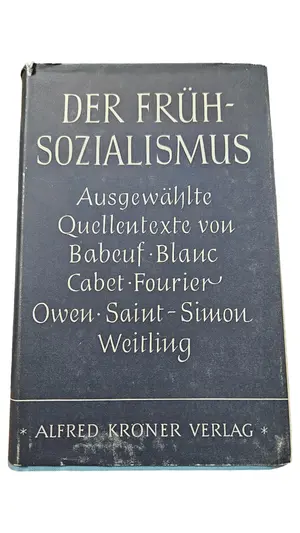 DER FRÜH-
SOZIALISMUS
Ausgewählte
Quellentexte von
Babeuf · Blanc
Cabet · Fourier
Owen · Saint-Simon
Weitling
* ALFRED KRÖNER VERLAG *